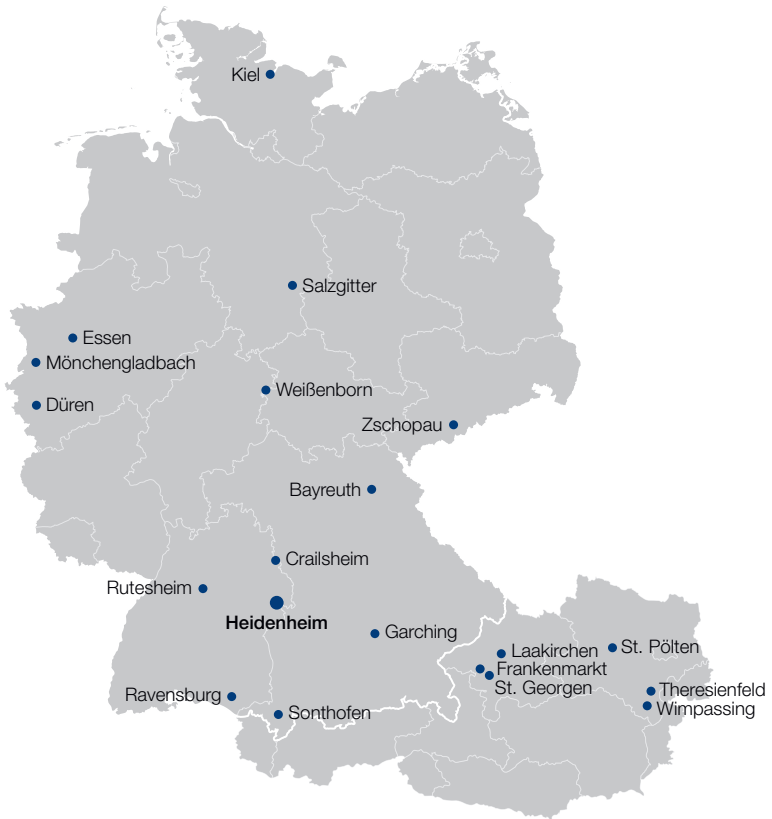 Kiel
Salzgitter
Essen
Mönchengladbach
Weißenborn
Düren
Zschopau
Bayreuth
Crailsheim
Rutesheim
Heidenheim
Garching
Laakirchen
St. Pölten
Frankenmarkt
St. Georgen
Theresienfeld
Ravensburg
Wimpassing
Sonthofen